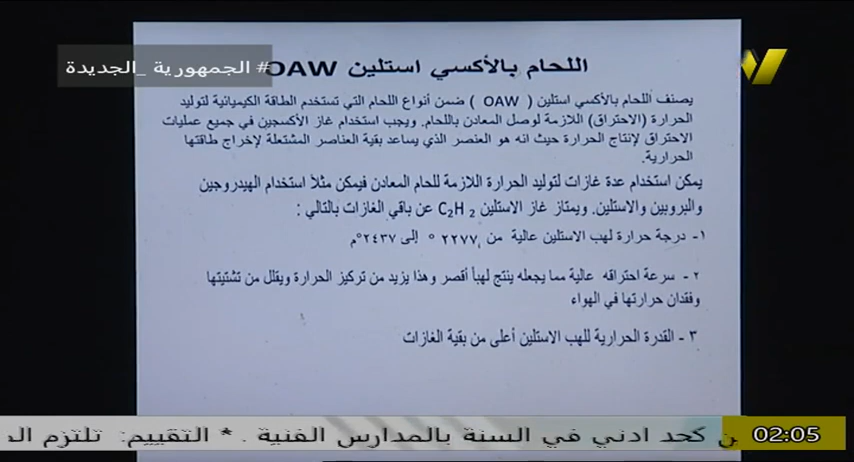 # الجمهورية _الجديدة
اللحام بالأكسي استلين OAW
يصنف اللحام بالأكسي استلين ( OAW ) ضمن أنواع اللحام التي تستخدم الطاقة الكيميائية لتوليد
الحرارة (الاحتراق) اللازمة لوصل المعادن باللحام. ويجب استخدام غاز الأكسجين في جميع عمليات
الاحتراق لإنتاج الحرارة حيث انه هو العنصر الذي يساعد بقية العناصر المشتعلة لإخراج طاقتها
الحرارية.
يمكن استخدام عدة غازات لتوليد الحرارة اللازمة للحام المعادن فيمكن مثلاً استخدام الهيدروجين
والبروبين والاستلين. ويمتاز غاز الاستلين C₂H ₂ عن باقي الغازات بالتالي :
١- درجة حرارة لهب الاستلين عالية من ٢٢٧٧ ° إلى ٢٤٣٧°م
٢ - سرعة احتراقه عالية مما يجعله ينتج لهباً أقصر وهذا يزيد من تركيز الحرارة ويقلل من تشتيتها
وفقدان حرارتها في الهواء
٣ - القدرة الحرارية للهب الاستلين أعلى من بقية الغازات
كحد ادني في السنة بالمدارس الفنية . * التقييم: تلتزم
02:05